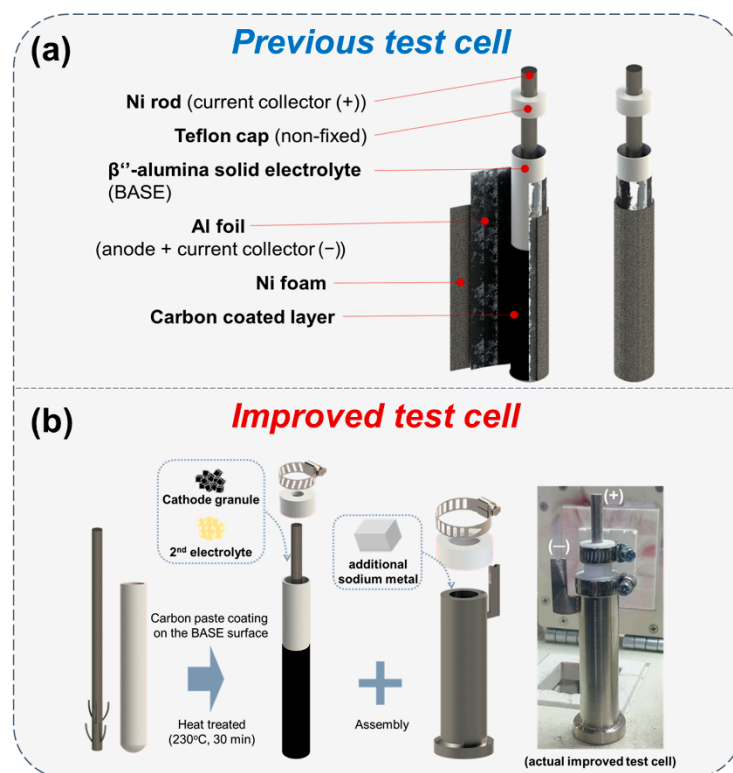 (a)
Previous test cell
Ni rod (current collector (+))
Teflon cap (non-fixed)
β‘’-alumina solid electrolyte
(BASE)
Al foil
(anode + current collector (−))
Ni foam
Carbon coated layer
(b)
Improved test cell
Cathode granule
2nd electrolyte
Carbon paste coating
on the BASE surface
Heat treated
(230°C, 30 min)
additional
sodium metal
Assembly
(+)
(−)
(actual improved test cell)